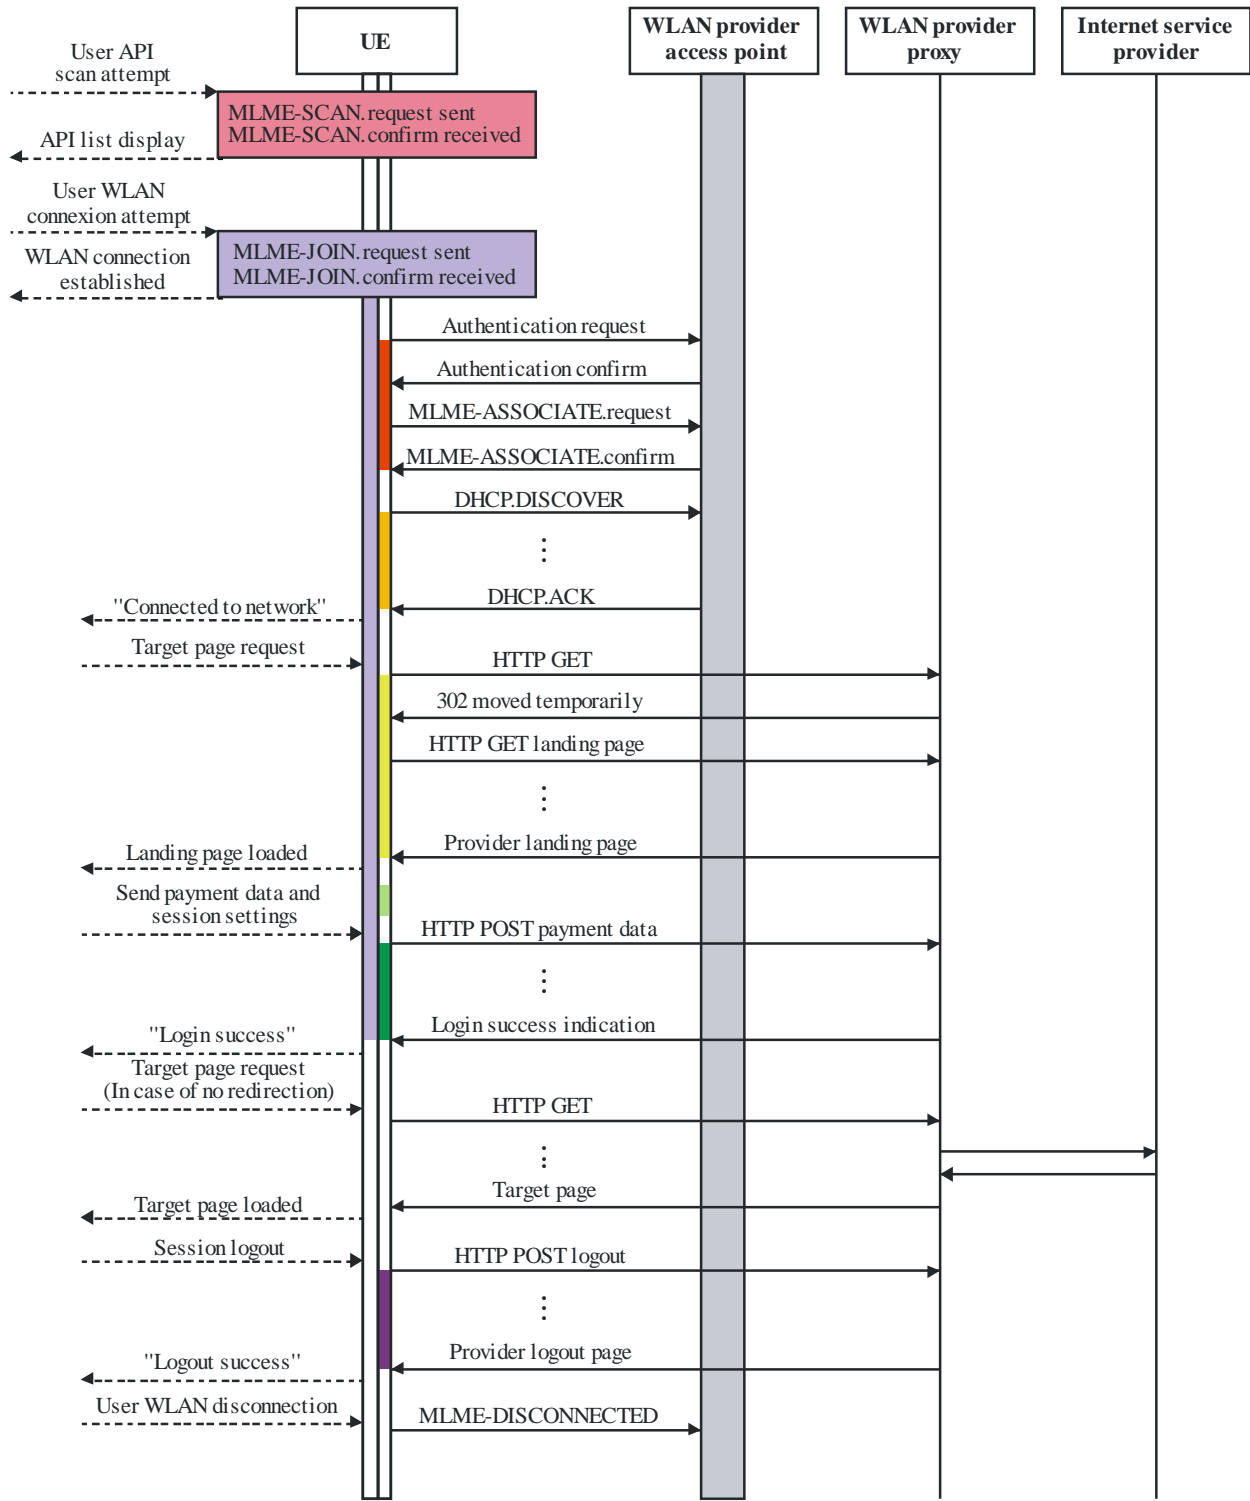 UE
WLAN provider
access point
WLAN provider
proxy
Internet service
provider
User API
scan attempt
MLME-SCAN.request sent
MLME-SCAN.confirm received
API list display
User WLAN
connexion attempt
MLME-JOIN.request sent
MLME-JOIN.confirm received
WLAN connection
established
Authentication request
Authentication confirm
MLME-ASSOCIATE.request
MLME-ASSOCIATE.confirm
DHCP.DISCOVER
DHCP.ACK
"Connected to network"
Target page request
HTTP GET
302 moved temporarily
HTTP GET landing page
Provider landing page
Landing page loaded
Send payment data and
session settings
HTTP POST payment data
Login success indication
"Login success"
Target page request
(In case of no redirection)
HTTP GET
Target page
Target page loaded
Session logout
HTTP POST logout
Provider logout page
"Logout success"
User WLAN disconnection
MLME-DISCONNECTED